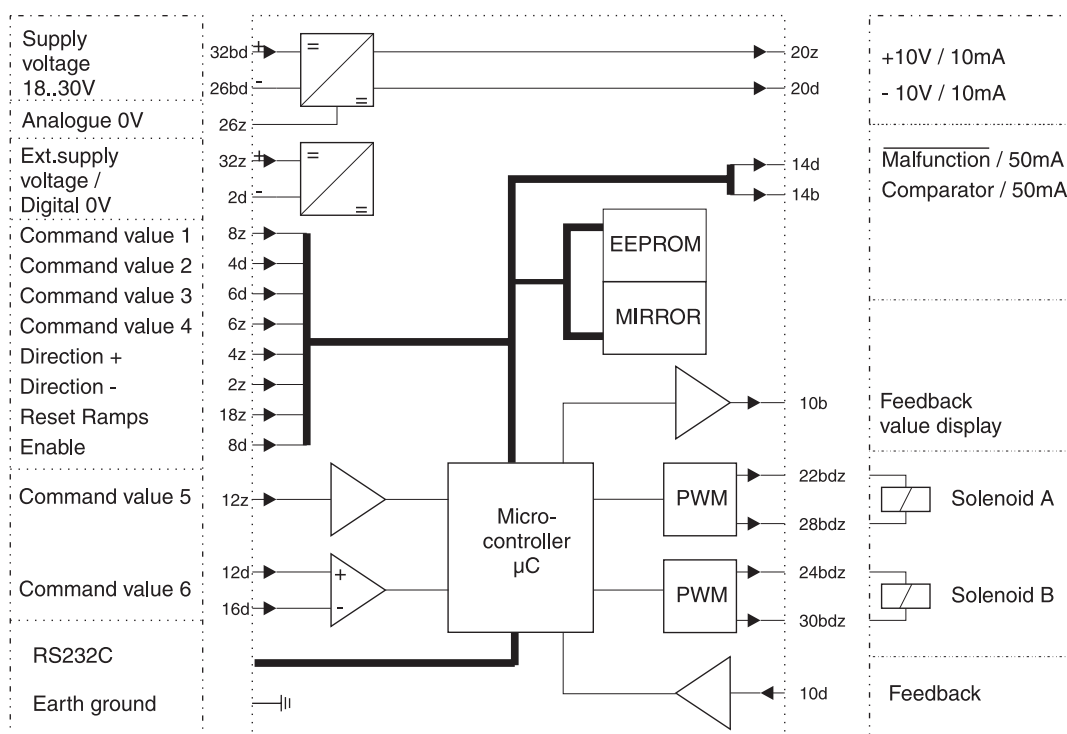 Supply
voltage
18..30V
Analogue 0V
Ext.supply
voltage /
Digital 0V
Command value 1
Command value 2
Command value 3
Command value 4
Direction +
Direction -
Reset Ramps
Enable
Command value 5
Command value 6
RS232C
Earth ground
32bd +
26bd -
26z
32z +
2d -
8z
4d
6d
6z
4z
2z
18z
8d
12z
12d
16d
= =
= =
+
-
EEPROM
MIRROR
Micro-
controller
µC
PWM
PWM
20z
20d
14d
14b
10b
22bdz
28bdz
24bdz
30bdz
10d
+10V / 10mA
- 10V / 10mA
Malfunction / 50mA
Comparator / 50mA
Feedback
value display
Solenoid A
Solenoid B
Feedback